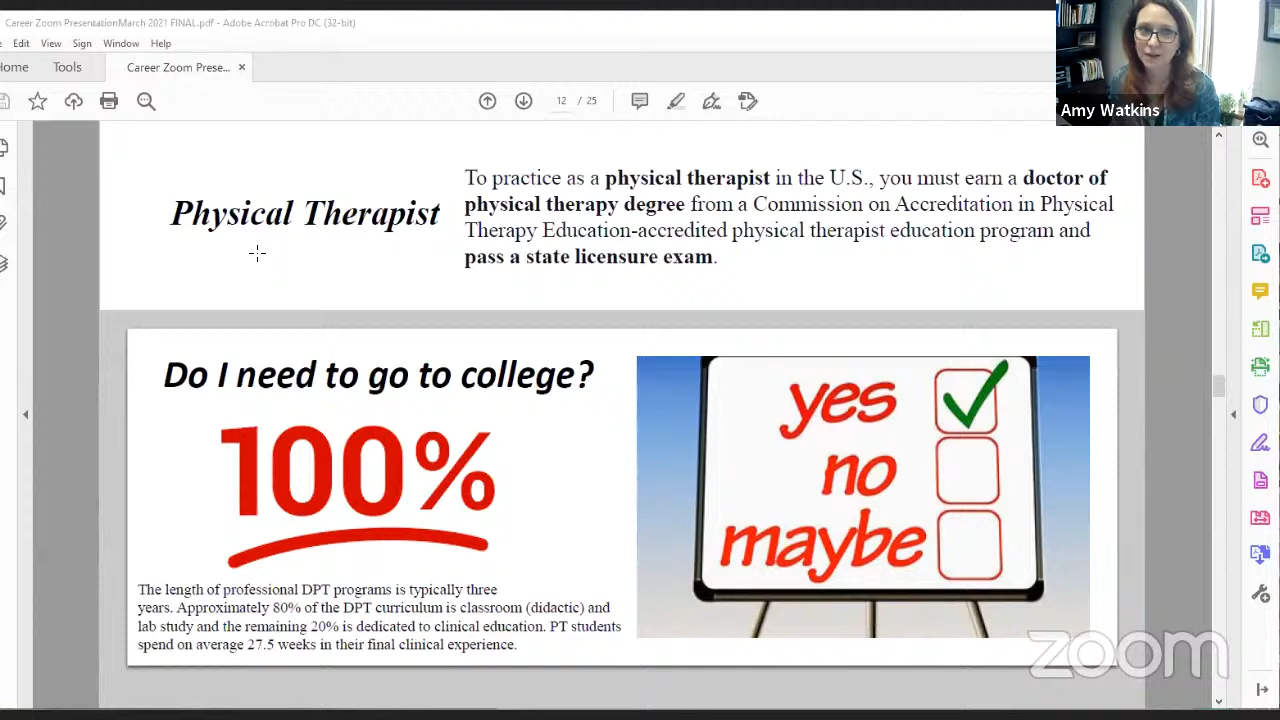 Career Zoom PresentationMarch 2021 FINAL.pdf - Adobe Acrobat Pro DC (32-bit)
Edit View Sign Window Help
Home Tools Career Zoom Prese... ×
12 / 25
Amy Watkins
Physical Therapist
To practice as a physical therapist in the U.S., you must earn a doctor of
physical therapy degree from a Commission on Accreditation in Physical
Therapy Education-accredited physical therapist education program and
pass a state licensure exam.
Do I need to go to college?
100%
The length of professional DPT programs is typically three
years. Approximately 80% of the DPT curriculum is classroom (didactic) and
lab study and the remaining 20% is dedicated to clinical education. PT students
spend on average 27.5 weeks in their final clinical experience.
yes
no
maybe
zoom